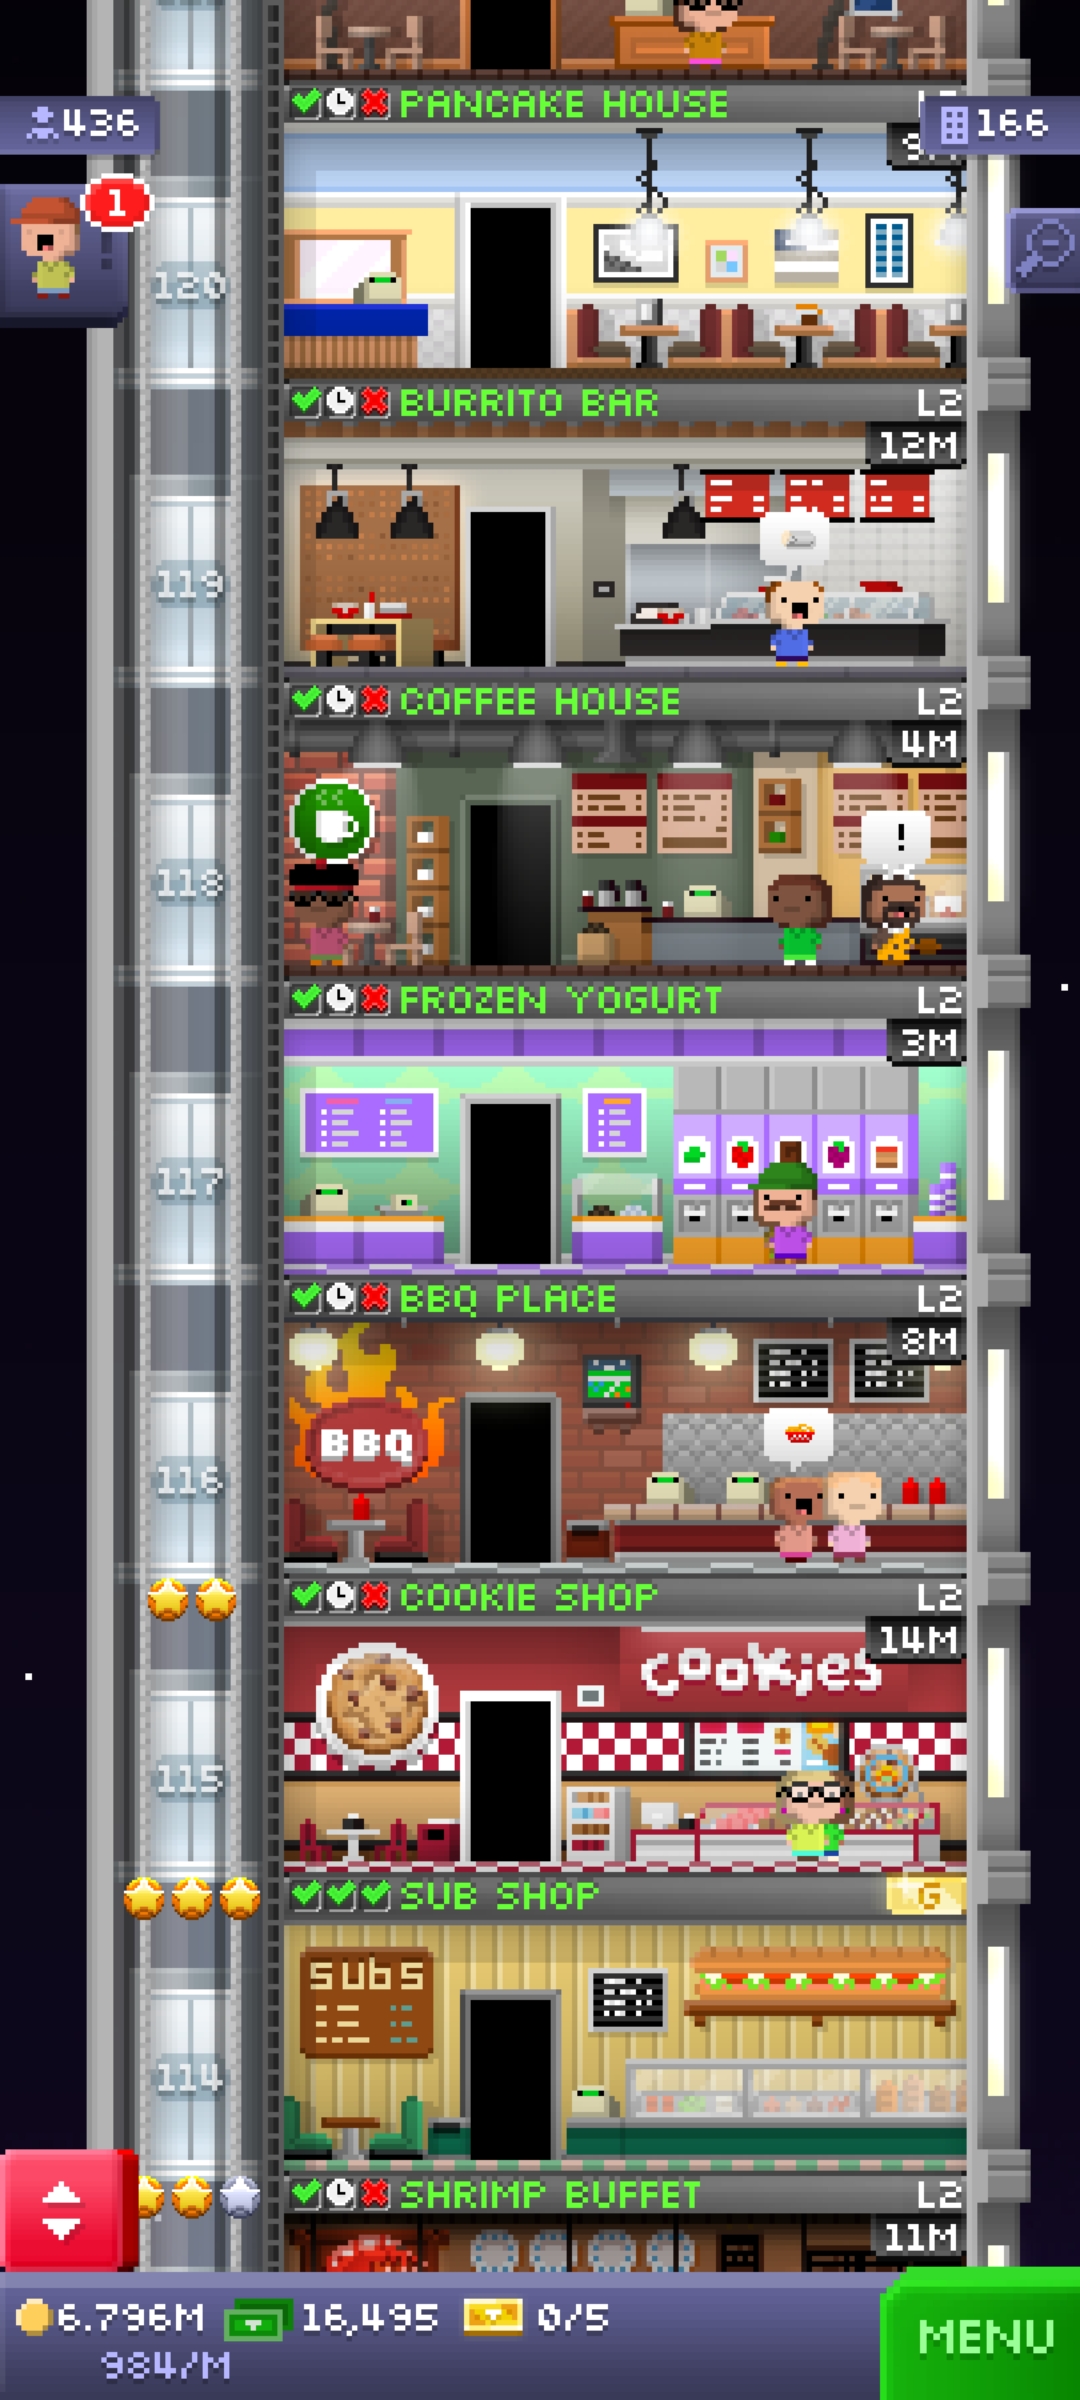 PANCAKE HOUSE
436
166
1
120
BURRITO BAR L2
12M
119
COFFEE HOUSE L2
4M
!
118
FROZEN YOGURT L2
3M
117
BBQ PLACE L2
8M
BBQ
116
COOKIE SHOP L2
14M
cookies
115
SUB SHOP G
SUBS
114
SHRIMP BUFFET L2
11M
6.796M 16,495 0/5
984/M
MENU